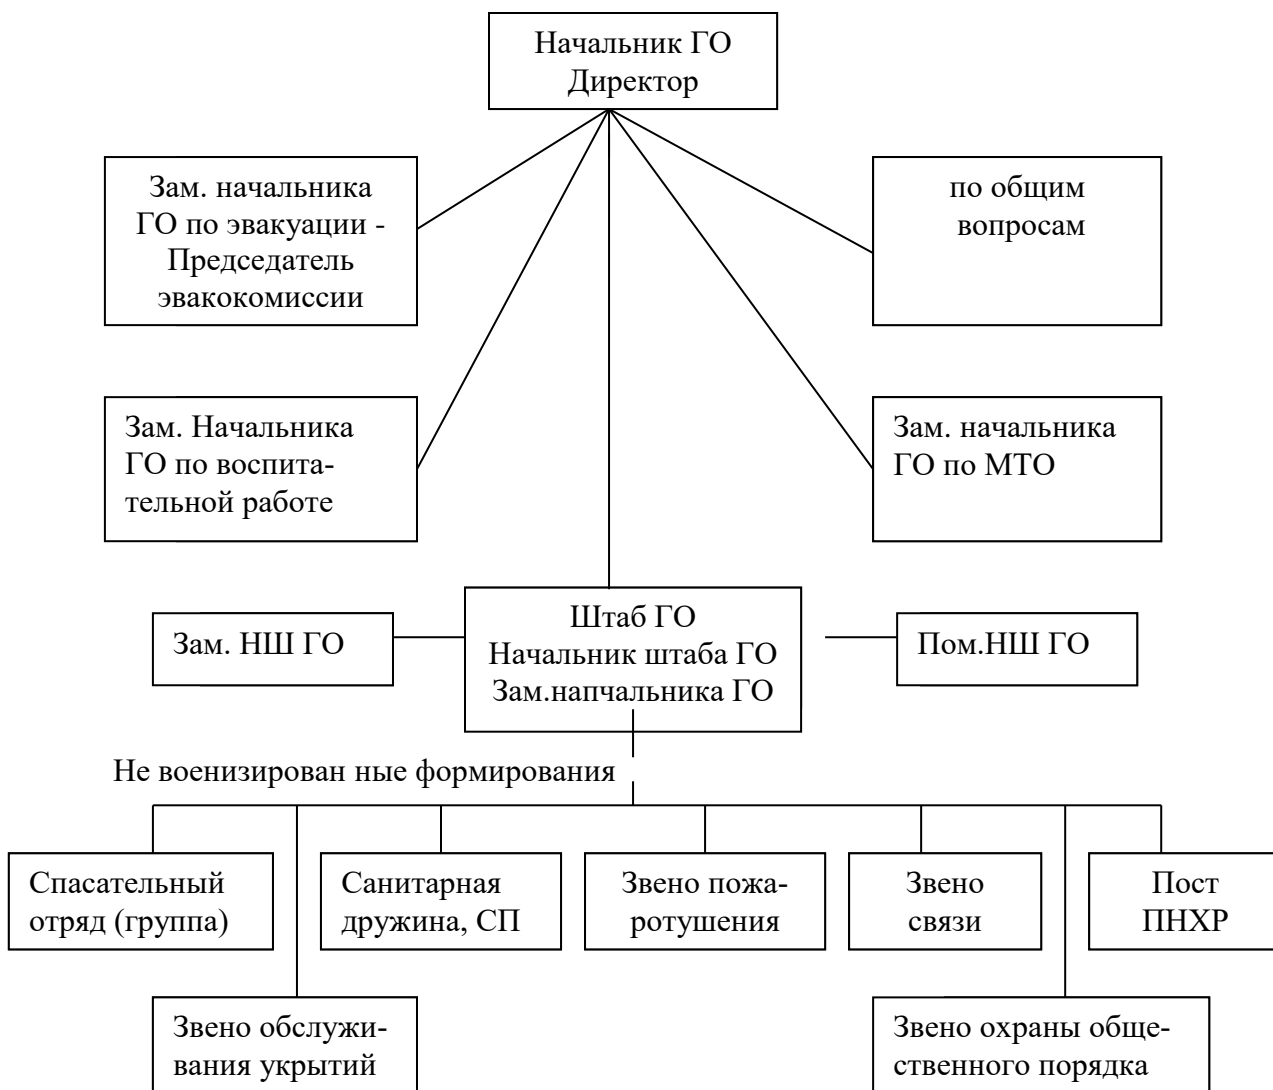 Начальник ГО
Директор
Зам. начальника
ГО по эвакуации -
Председатель
эвакокомиссии
по общим
вопросам
Зам. Начальника
ГО по воспита-
тельной работе
Зам. начальника
ГО по МТО
Зам. НШ ГО
Штаб ГО
Начальник штаба ГО
Зам.напчальника ГО
Пом.НШ ГО
Не военизирован ные формирования
Спасательный
отряд (группа)
Санитарная
дружина, СП
Звено пожа-
ротушения
Звено
связи
Пост
ПНХР
Звено обслужи-
вания укрытий
Звено охраны обще-
ственного порядка